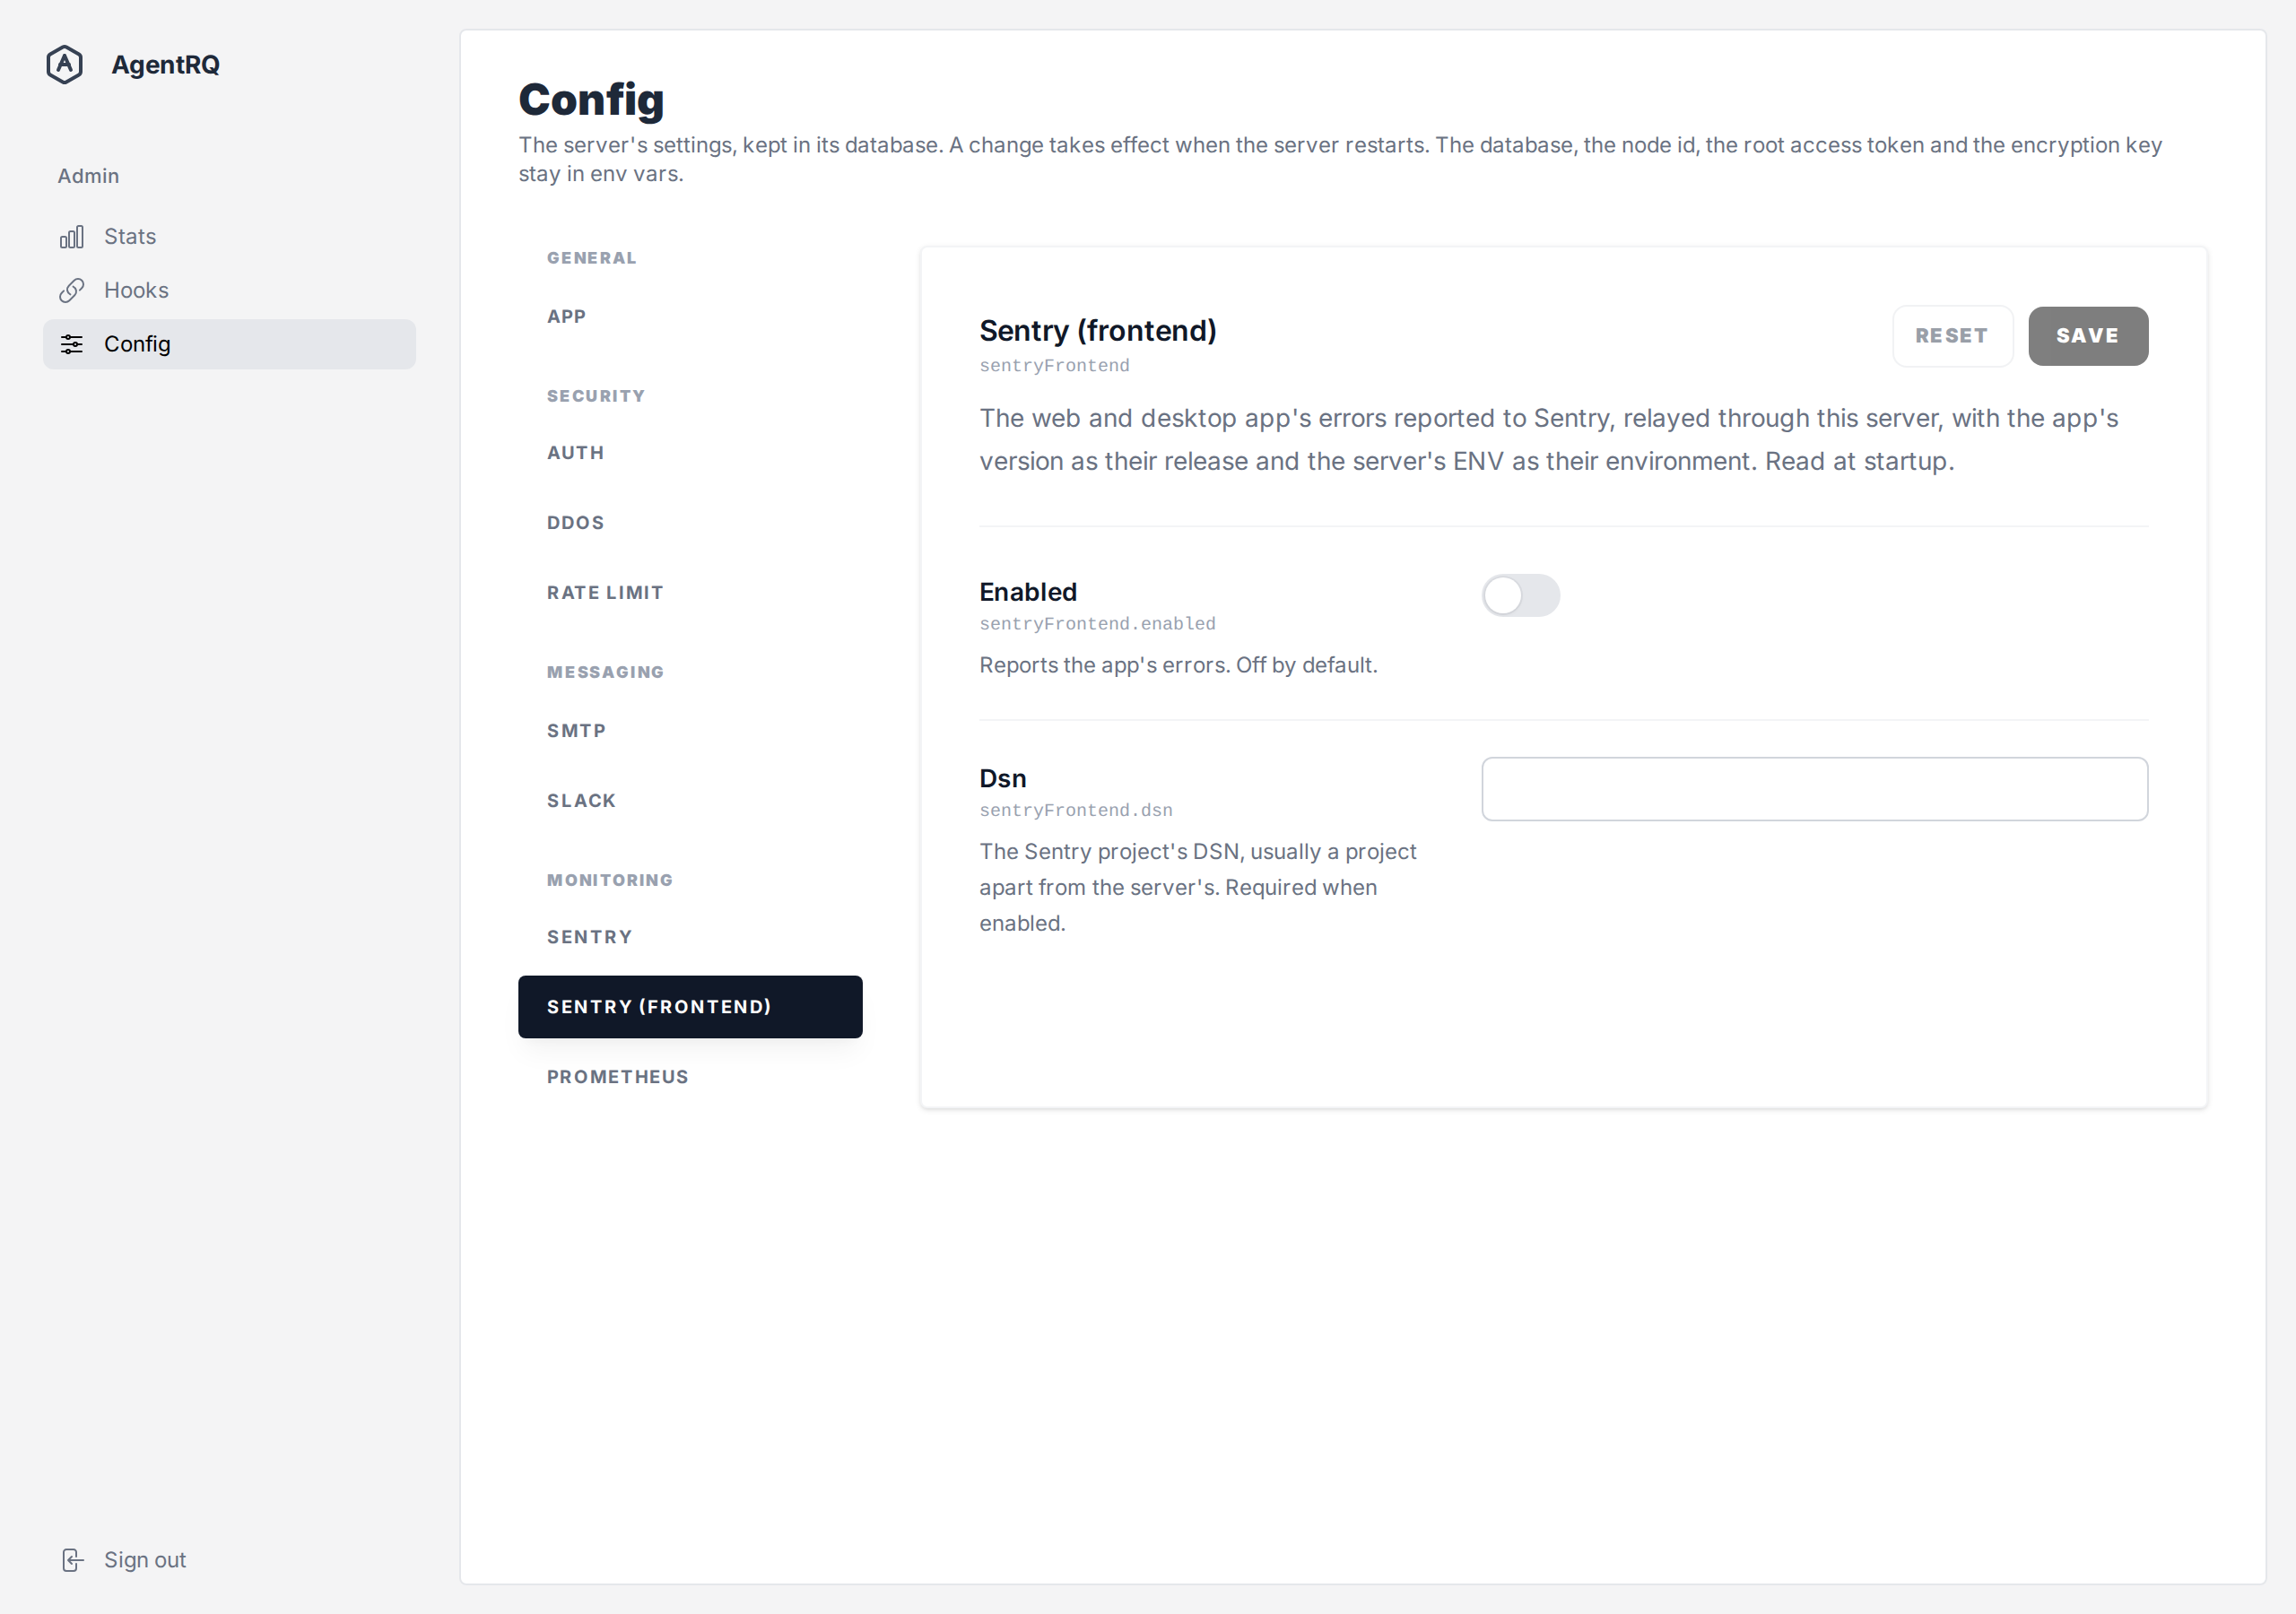 AgentRQ
Admin
Stats
Hooks
Config
Sign out
Config
The server's settings, kept in its database. A change takes effect when the server restarts. The database, the node id, the root access token and the encryption key
stay in env vars.
GENERAL
APP
SECURITY
AUTH
DDOS
RATE LIMIT
MESSAGING
SMTP
SLACK
MONITORING
SENTRY
SENTRY (FRONTEND)
PROMETHEUS
Sentry (frontend)
sentryFrontend
RESET
SAVE
The web and desktop app's errors reported to Sentry, relayed through this server, with the app's
version as their release and the server's ENV as their environment. Read at startup.
Enabled
sentryFrontend.enabled
Reports the app's errors. Off by default.
Dsn
sentryFrontend.dsn
The Sentry project's DSN, usually a project
apart from the server's. Required when
enabled.